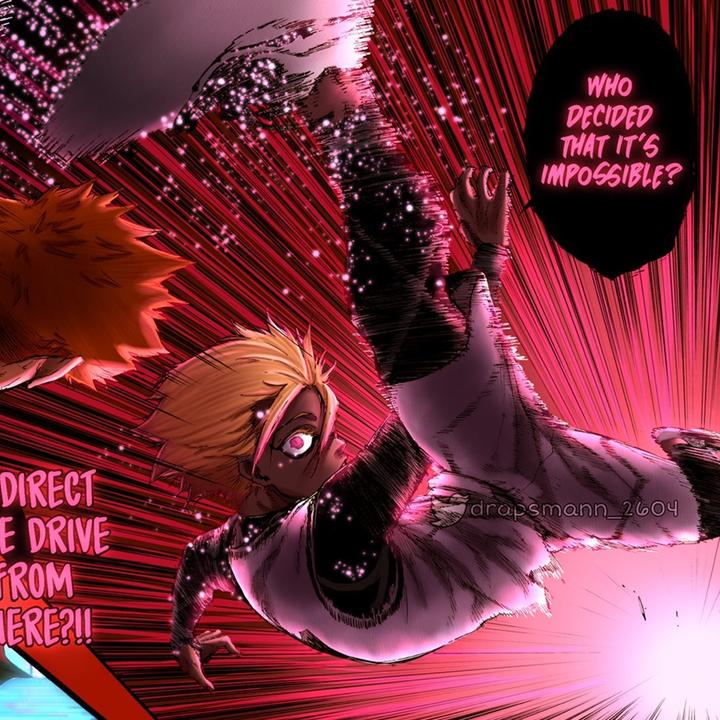 WHO
DECIDED
THAT IT'S
IMPOSSIBLE?
DIRECT
E DRIVE
FROM
HERE?!!
drapsmann_2604